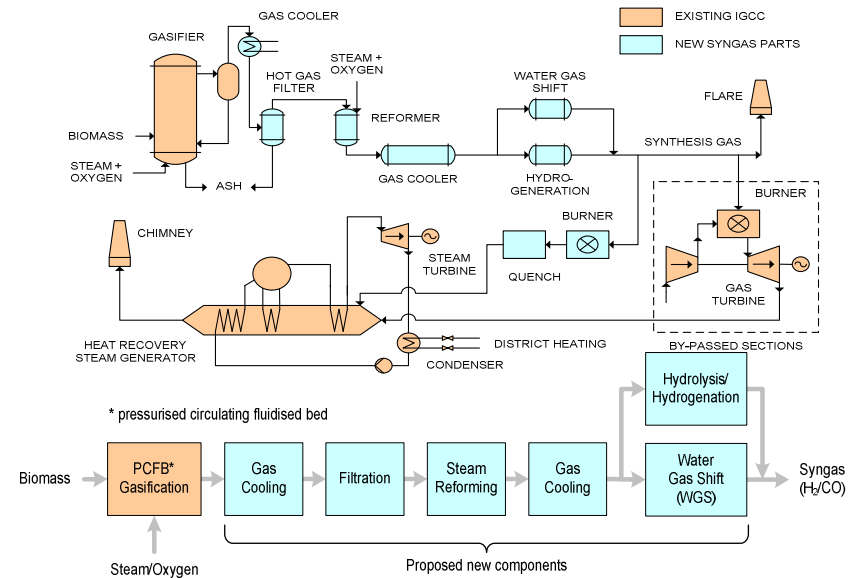 GAS COOLER
EXISTING IGCC
GASIFIER
NEW SYNGAS PARTS
STEAM +
OXYGEN
HOT GAS
FILTER
WATER GAS
SHIFT
FLARE
REFORMER
BIOMASS
SYNTHESIS GAS
STEAM +
OXYGEN
ASH
GAS COOLER
HYDRO-
GENERATION
BURNER
BURNER
CHIMNEY
STEAM
TURBINE
QUENCH
GAS
TURBINE
HEAT RECOVERY
STEAM GENERATOR
DISTRICT HEATING
CONDENSER
BY-PASSED SECTIONS
Hydrolysis/
Hydrogenation
* pressurised circulating fluidised bed
Biomass
PCFB*
Gasification
Gas
Cooling
Filtration
Steam
Reforming
Gas
Cooling
Water
Gas Shift
(WGS)
Syngas
(H₂/CO)
Steam/Oxygen
Proposed new components